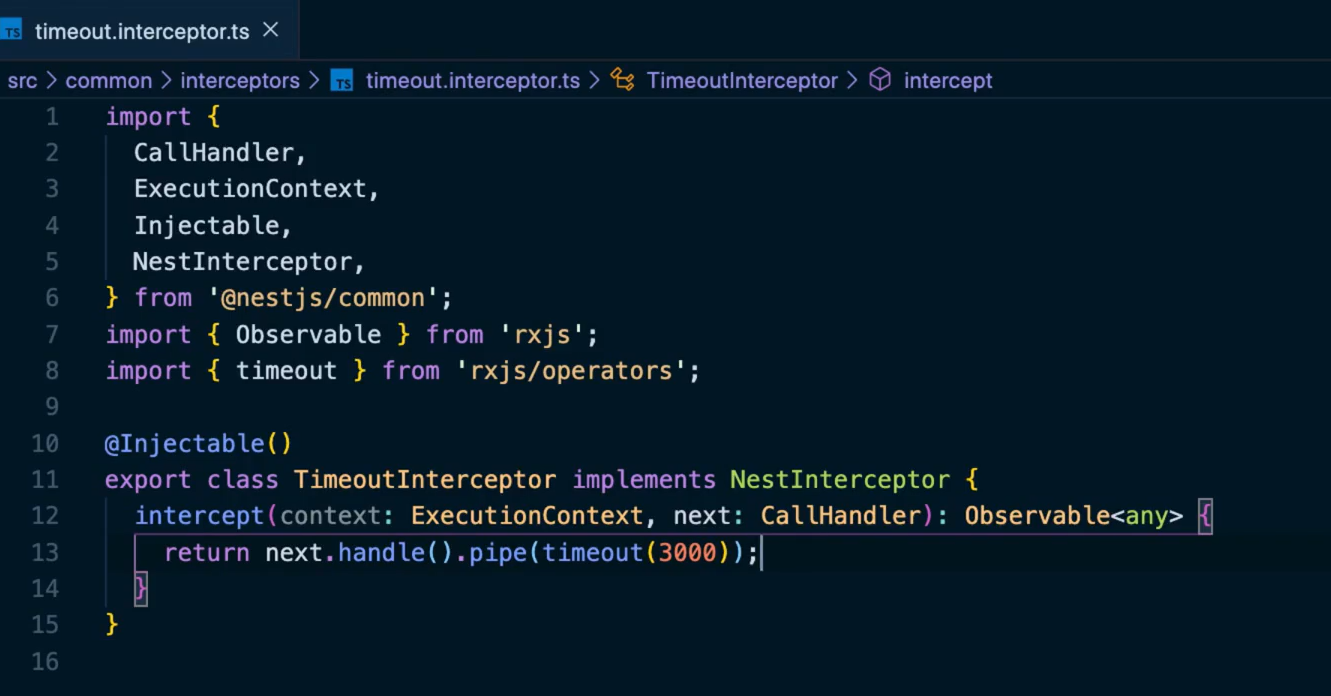 TS timeout.interceptor.ts ×
src > common > interceptors > TS timeout.interceptor.ts > TimeoutInterceptor > intercept
1 import {
2   CallHandler,
3   ExecutionContext,
4   Injectable,
5   NestInterceptor,
6 } from '@nestjs/common';
7 import { Observable } from 'rxjs';
8 import { timeout } from 'rxjs/operators';
9
10 @Injectable()
11 export class TimeoutInterceptor implements NestInterceptor {
12   intercept(context: ExecutionContext, next: CallHandler): Observable<any> {
13     return next.handle().pipe(timeout(3000));
14   }
15 }
16